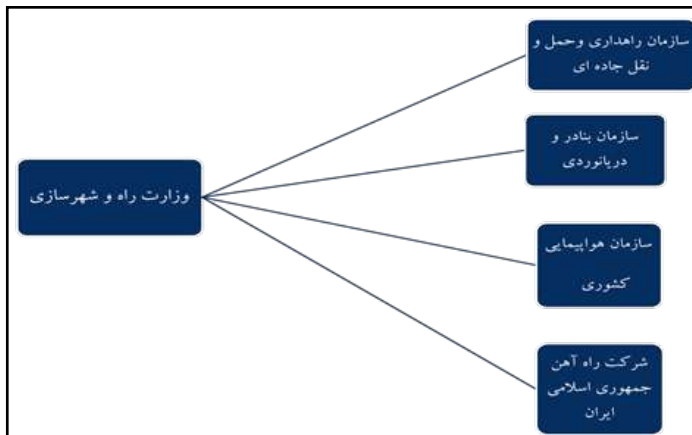 سازمان راهداری وحمل و
نقل جاده ای
سازمان بنادر و
دریانوردی
وزارت راه و شهرسازی
سازمان هواپیمایی
کشوری
شرکت راه آهن
جمهوری اسلامی
ایران